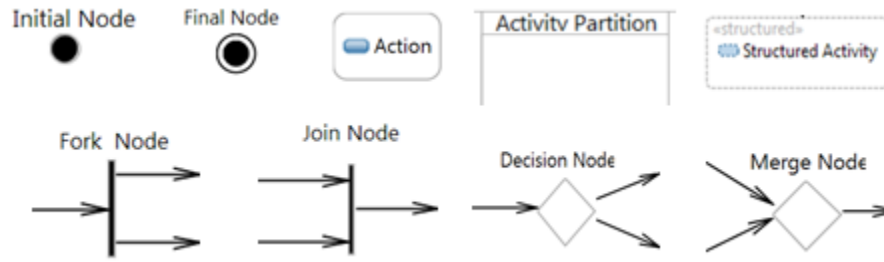 Initial Node
Final Node
Action
Activity Partition
«structured»
Structured Activity
Fork Node
Join Node
Decision Node
Merge Node